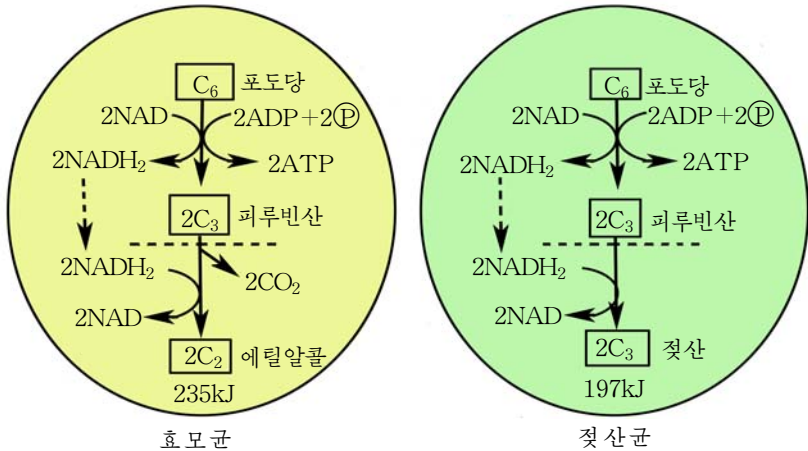 C₆ 포도당
2NAD 2ADP+2Ⓟ
2NADH₂ 2ATP
2C₃ 피루빈산
2NADH₂
2CO₂
2NAD
2C₂ 에틸알콜
235kJ
효모균
C₆ 포도당
2NAD 2ADP+2Ⓟ
2NADH₂ 2ATP
2C₃ 피루빈산
2NADH₂
2NAD
2C₃ 젖산
197kJ
젖산균